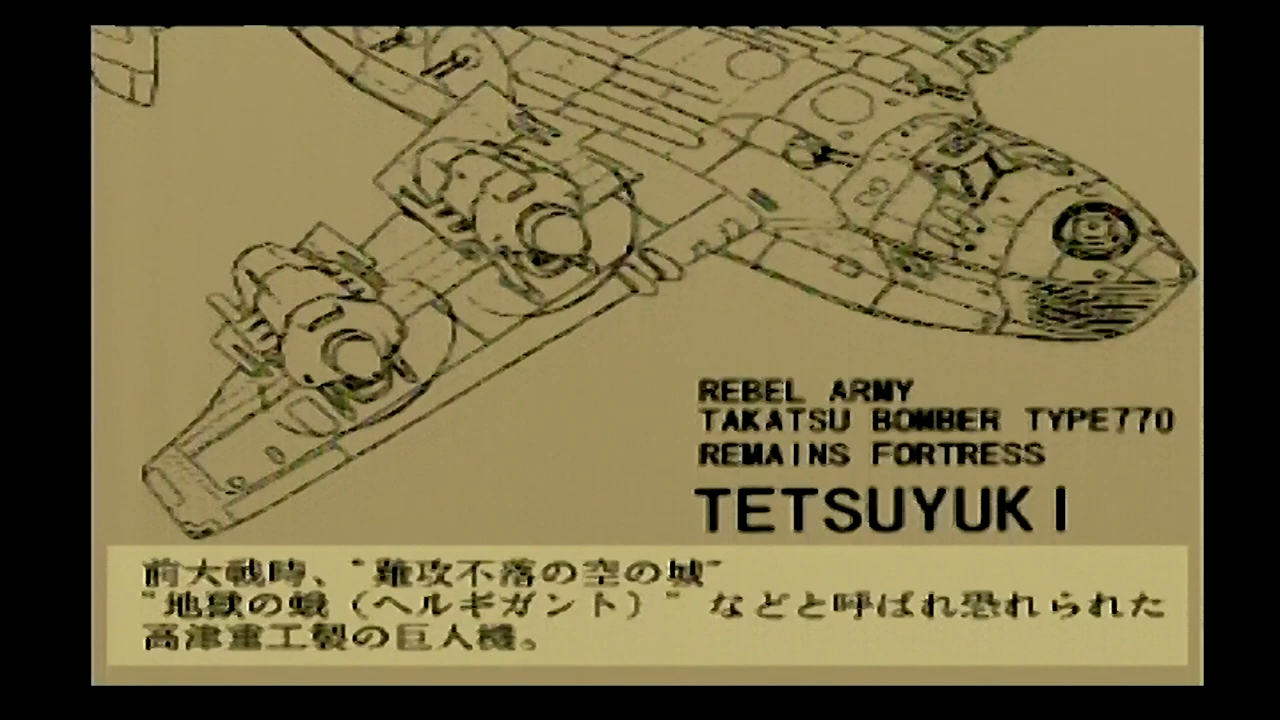 REBEL ARMY
TAKATSU BOMBER TYPE770
REMAINS FORTRESS
TETSUYUKI
前大戦時、"難攻不落の空の城"
"地獄の蛾（ヘルギガント）" などと呼ばれ恐れられた
高津重工製の巨人機。